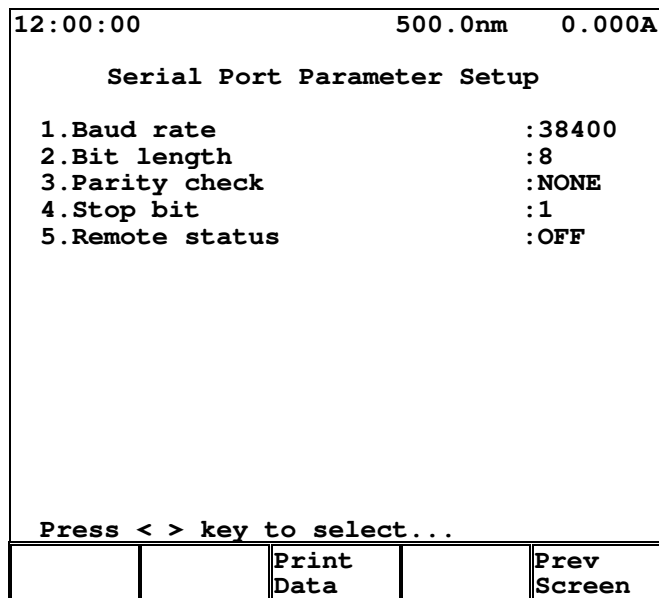 12:00:00 500.0nm 0.000A
Serial Port Parameter Setup
1.Baud rate :38400
2.Bit length :8
3.Parity check :NONE
4.Stop bit :1
5.Remote status :OFF
Press < > key to select...
Print Prev
Data Screen